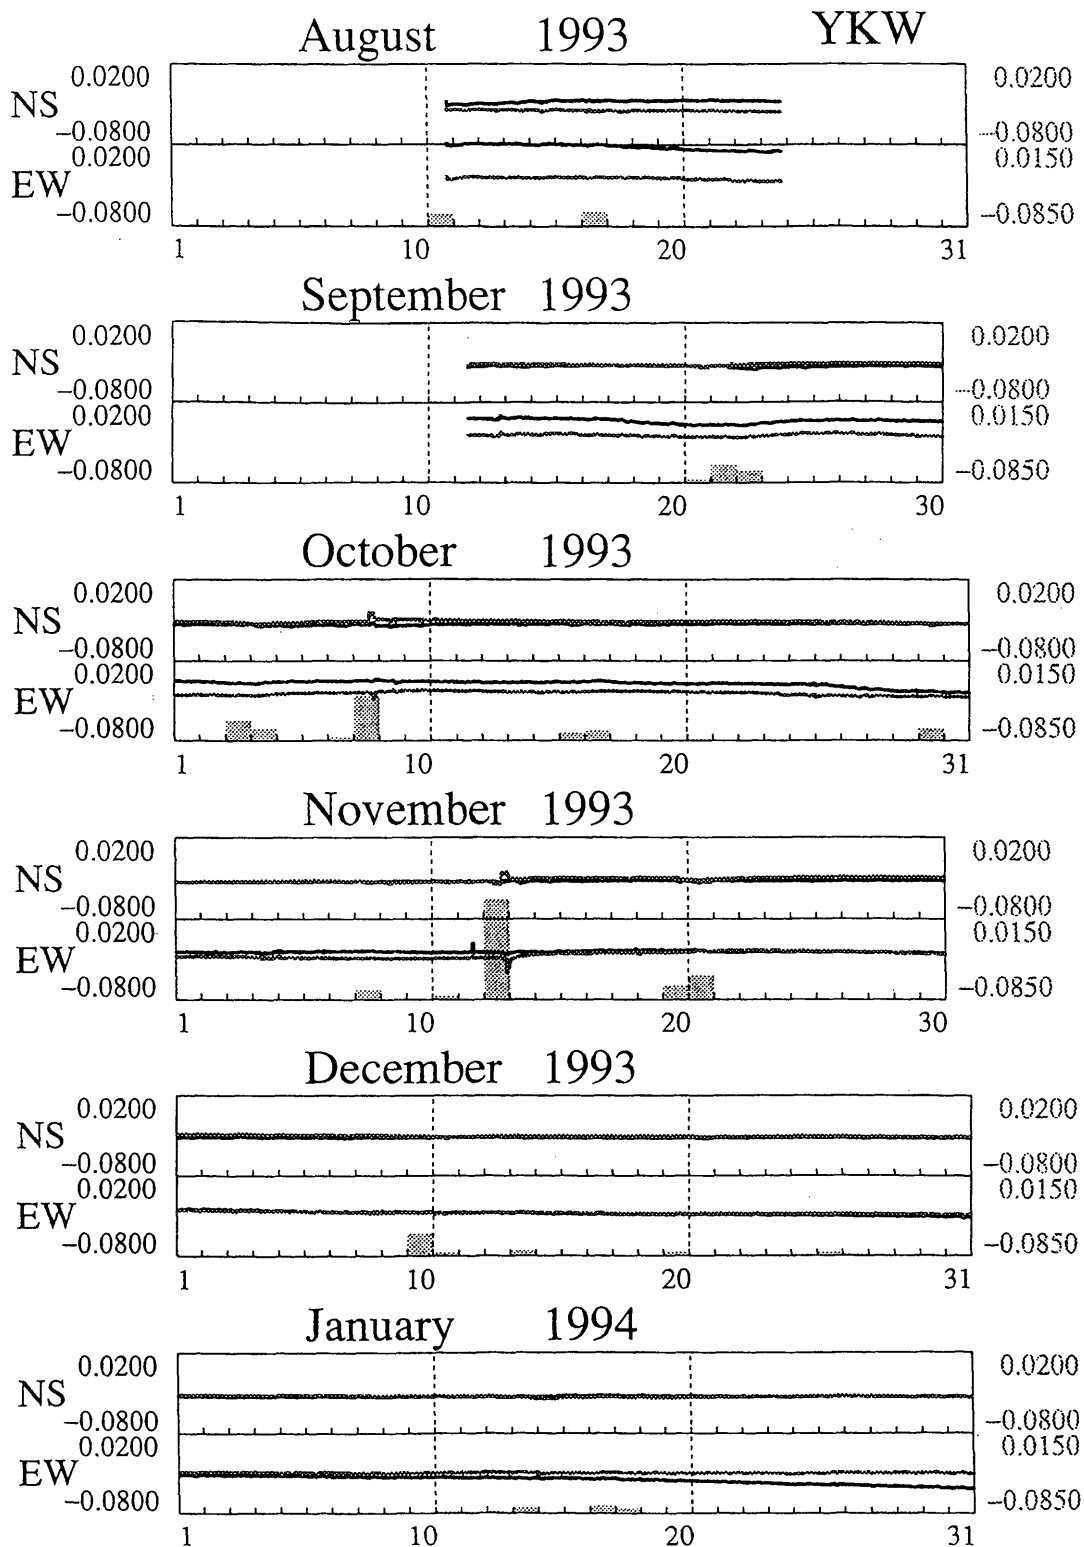 August 1993 YKW
0.0200 0.0200
NS
−0.0800 −0.0800
0.0200 0.0150
EW
−0.0800 −0.0850
1 10 20 31
September 1993
0.0200 0.0200
NS
−0.0800 −0.0800
0.0200 0.0150
EW
−0.0800 −0.0850
1 10 20 30
October 1993
0.0200 0.0200
NS
−0.0800 −0.0800
0.0200 0.0150
EW
−0.0800 −0.0850
1 10 20 31
November 1993
0.0200 0.0200
NS
−0.0800 −0.0800
0.0200 0.0150
EW
−0.0800 −0.0850
1 10 20 30
December 1993
0.0200 0.0200
NS
−0.0800 −0.0800
0.0200 0.0150
EW
−0.0800 −0.0850
1 10 20 31
January 1994
0.0200 0.0200
NS
−0.0800 −0.0800
0.0200 0.0150
EW
−0.0800 −0.0850
1 10 20 31